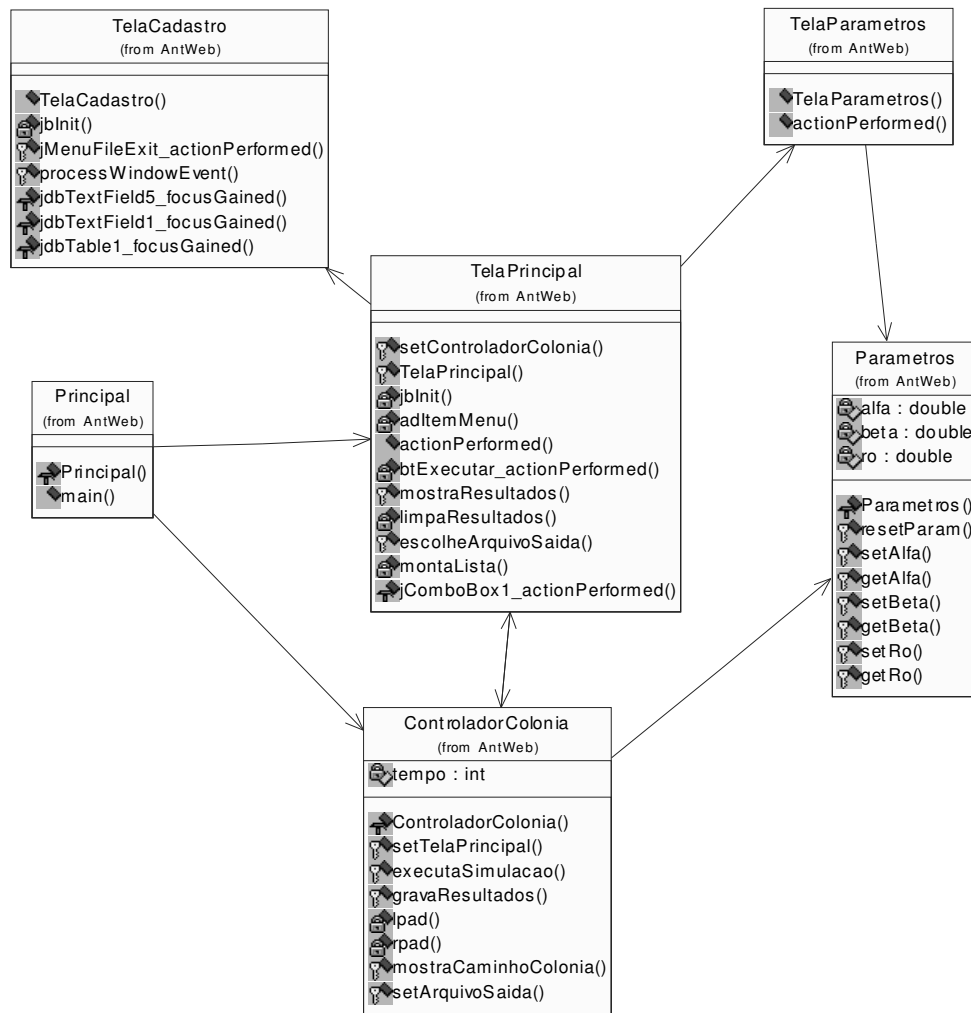 TelaCadastro
(from AntWeb)
TelaCadastro()
jbInit()
jMenuFileExit_actionPerformed()
processWindowEvent()
jdbTextField5_focusGained()
jdbTextField1_focusGained()
jdbTable1_focusGained()
TelaParametros
(from AntWeb)
TelaParametros()
actionPerformed()
TelaPrincipal
(from AntWeb)
setControladorColonia()
TelaPrincipal()
jbInit()
adItemMenu()
actionPerformed()
btExecutar_actionPerformed()
mostraResultados()
limpaResultados()
escolheArquivoSaida()
montaLista()
jComboBox1_actionPerformed()
Principal
(from AntWeb)
Principal()
main()
Parametros
(from AntWeb)
alfa : double
beta : double
ro : double
Parametros()
resetParam()
setAlfa()
getAlfa()
setBeta()
getBeta()
setRo()
getRo()
ControladorColonia
(from AntWeb)
tempo : int
ControladorColonia()
setTelaPrincipal()
executaSimulacao()
gravaResultados()
lpad()
rpad()
mostraCaminhoColonia()
setArquivoSaida()